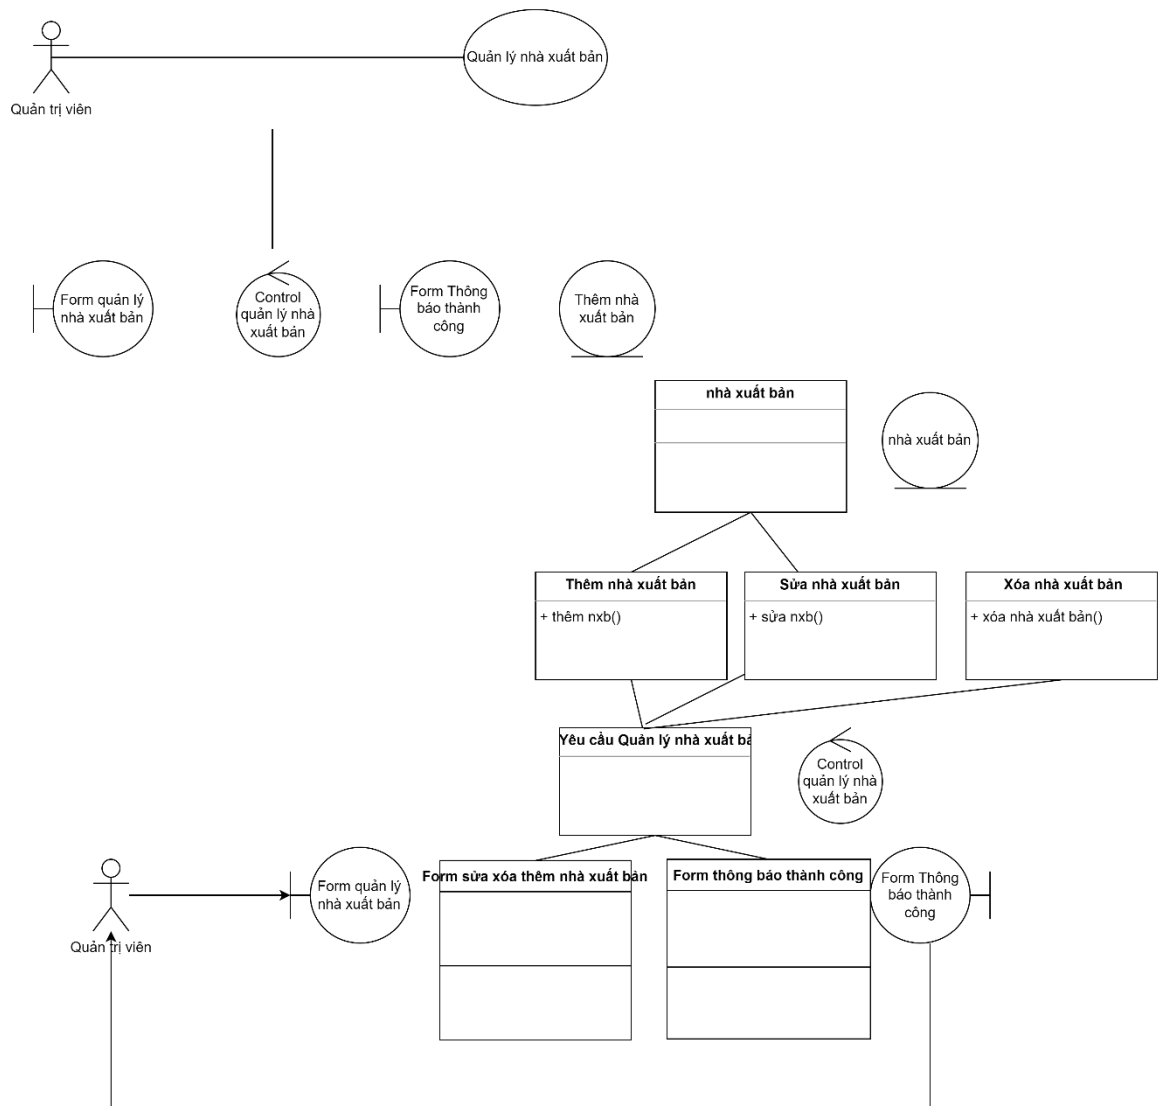 Quản lý nhà xuất bản
Quản trị viên
Form quản lý
nhà xuất bản
Control
quản lý nhà
xuất bán
Form Thông
báo thành
công
Thêm nhà
xuất bản
nhà xuất bản
nhà xuất bản
Thêm nhà xuất bản
+ thêm nxb()
Sửa nhà xuất bản
+ sửa nxb()
Xóa nhà xuất bản
+ xóa nhà xuất bản()
Yêu cầu Quản lý nhà xuất bả
Control
quản lý nhà
xuất bản
Quản trị viên
Form quản lý
nhà xuất bản
Form sửa xóa thêm nhà xuất bản
Form thông báo thành công
Form Thông
báo thành
công